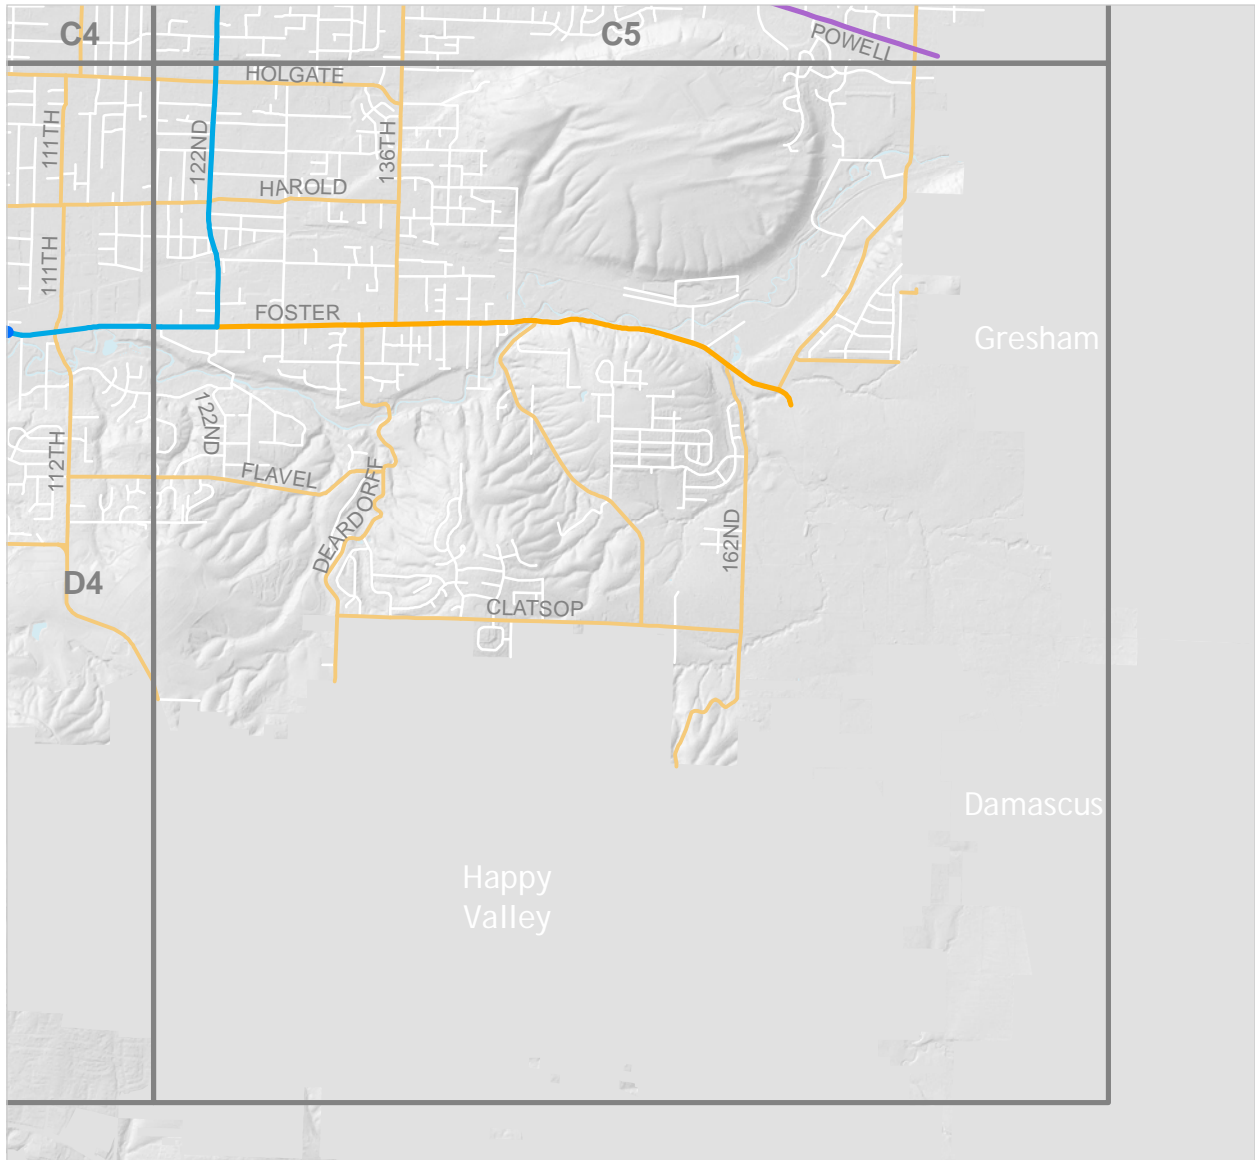 C4
C5
POWELL
HOLGATE
111TH
122ND
136TH
HAROLD
111TH
FOSTER
Gresham
122ND
112TH
FLAVEL
DEARDORFF
162ND
D4
CLATSOP
Damascus
Happy
Valley